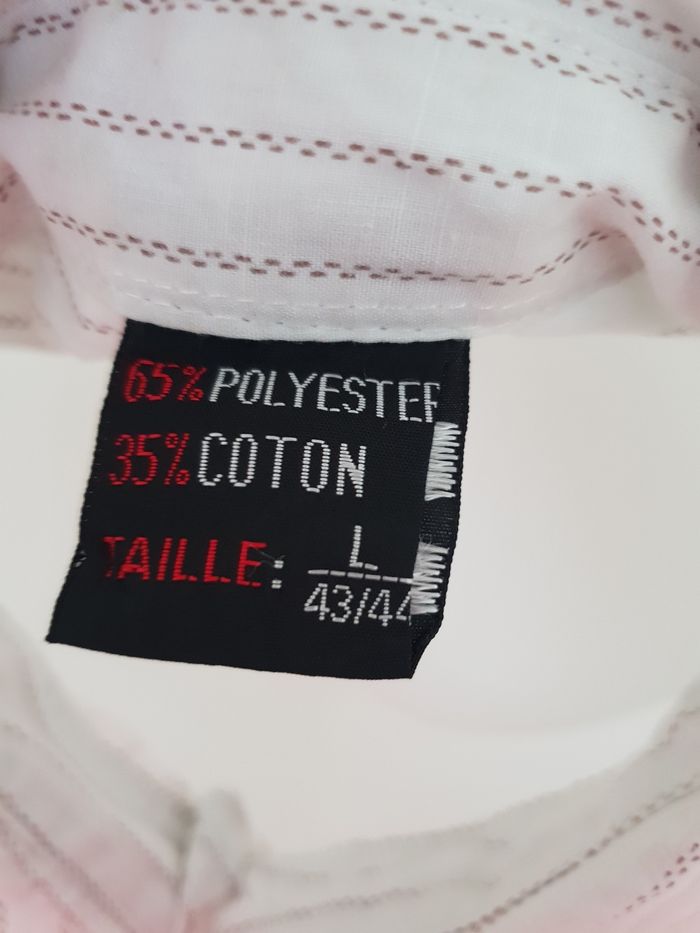 65% POLYESTER
35% COTON
TAILLE: L
43/44